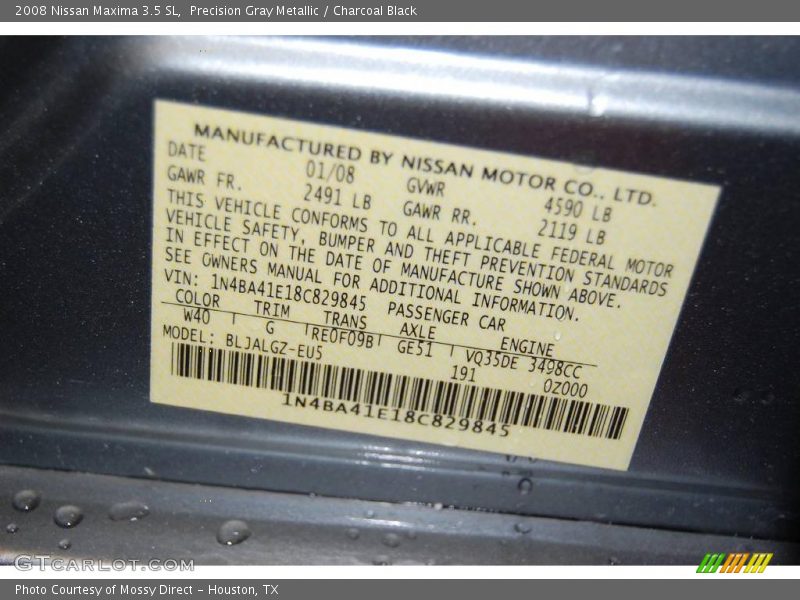 2008 Nissan Maxima 3.5 SL,  Precision Gray Metallic / Charcoal Black
MANUFACTURED BY NISSAN MOTOR CO., LTD.
DATE 01/08 GVWR 4590 LB
GAWR FR. 2491 LB GAWR RR. 2119 LB
THIS VEHICLE CONFORMS TO ALL APPLICABLE FEDERAL MOTOR
VEHICLE SAFETY, BUMPER AND THEFT PREVENTION STANDARDS
IN EFFECT ON THE DATE OF MANUFACTURE SHOWN ABOVE.
SEE OWNERS MANUAL FOR ADDITIONAL INFORMATION.
VIN: 1N4BA41E18C829845 PASSENGER CAR
COLOR TRIM TRANS AXLE ENGINE
W40 | G | RE0F09B | GE51 | VQ35DE 3498CC
MODEL: BLJALGZ-EU5 191 0Z000
1N4BA41E18C829845
GTCARLOT.COM
Photo Courtesy of Mossy Direct – Houston, TX